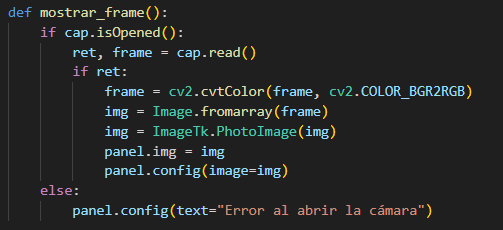 def mostrar_frame():
    if cap.isOpened():
        ret, frame = cap.read()
        if ret:
            frame = cv2.cvtColor(frame, cv2.COLOR_BGR2RGB)
            img = Image.fromarray(frame)
            img = ImageTk.PhotoImage(img)
            panel.img = img
            panel.config(image=img)
    else:
        panel.config(text="Error al abrir la cámara")